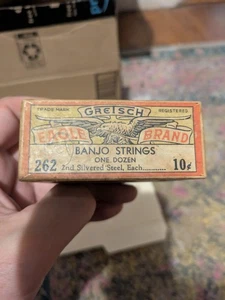 TRADE MARK GRETSCH REGISTERED
EAGLE BRAND
BANJO STRINGS
ONE DOZEN
262 2nd Silvered Steel, Each........... 10¢